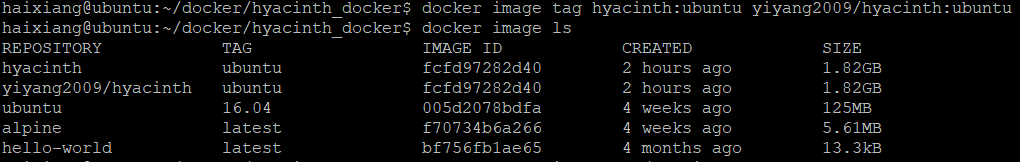 haixiang@ubuntu:~/docker/hyacinth_docker$ docker image tag hyacinth:ubuntu yiyang2009/hyacinth:ubuntu
haixiang@ubuntu:~/docker/hyacinth_docker$ docker image ls
REPOSITORY TAG IMAGE ID CREATED SIZE
hyacinth ubuntu fcfd97282d40 2 hours ago 1.82GB
yiyang2009/hyacinth ubuntu fcfd97282d40 2 hours ago 1.82GB
ubuntu 16.04 005d2078bdfa 4 weeks ago 125MB
alpine latest f70734b6a266 4 weeks ago 5.61MB
hello-world latest bf756fb1ae65 4 months ago 13.3kB